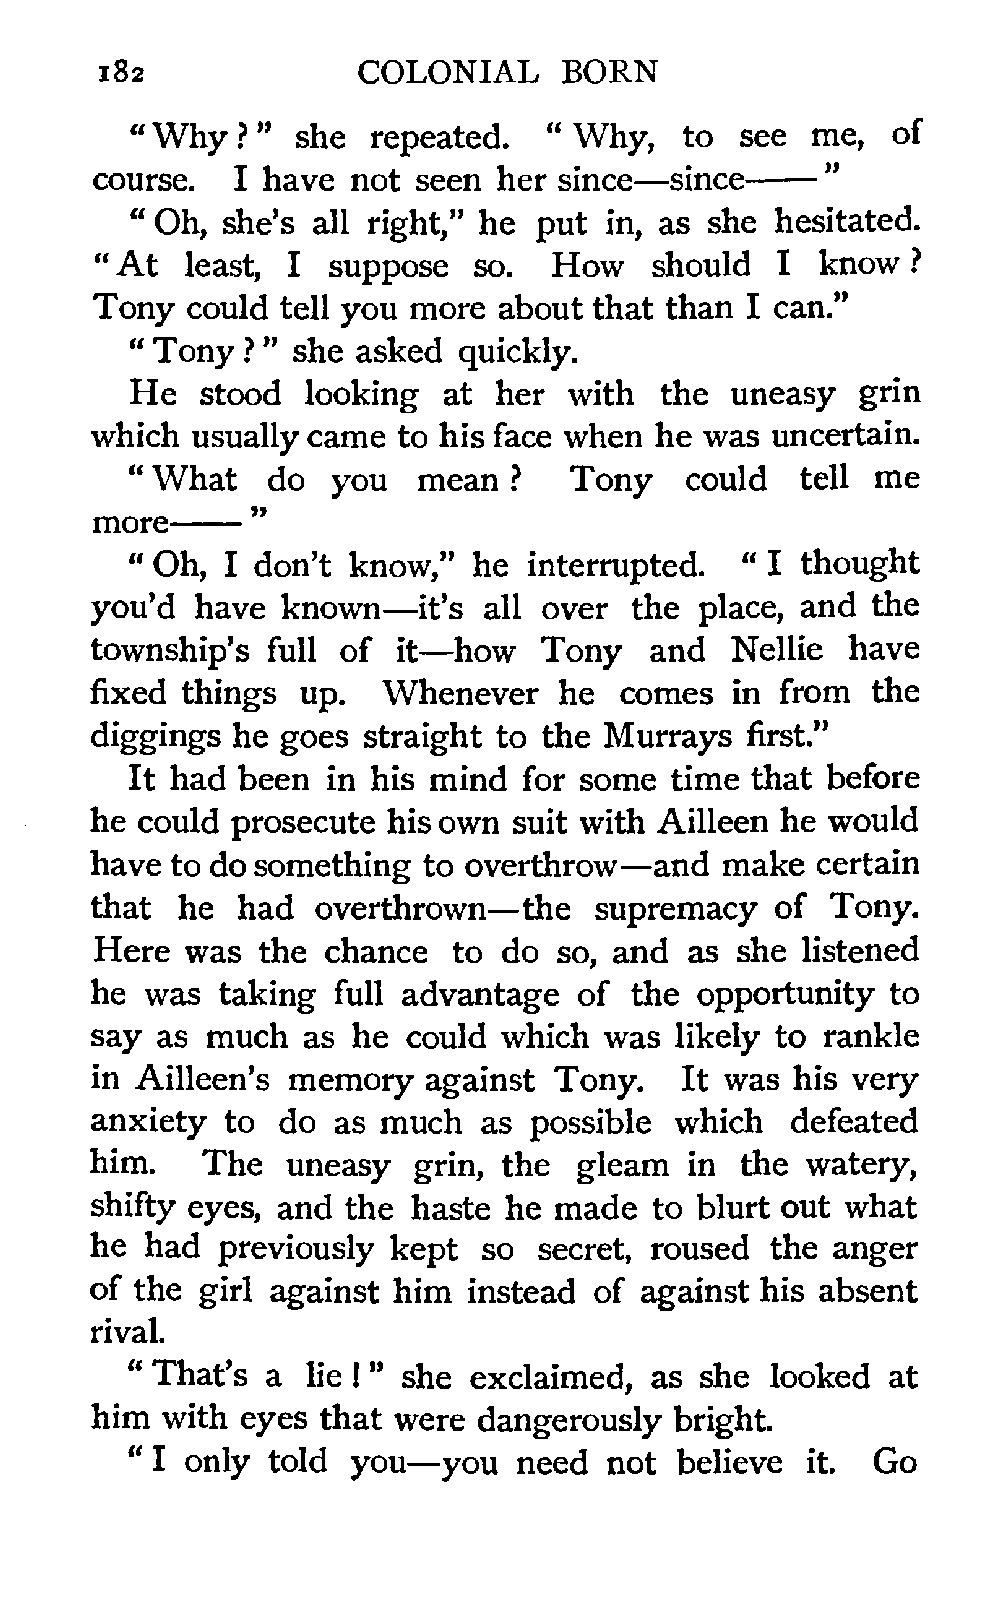 182 COLONIAL BORN
“Why?” she repeated. “Why, to see me, of
course. I have not seen her since—since——”
“Oh, she's all right,” he put in, as she hesitated.
“At least, I suppose so. How should I know?
Tony could tell you more about that than I can.”
“Tony?” she asked quickly.
He stood looking at her with the uneasy grin
which usually came to his face when he was uncertain.
“What do you mean? Tony could tell me
more——”
“Oh, I don't know,” he interrupted. “I thought
you'd have known—it's all over the place, and the
township's full of it—how Tony and Nellie have
fixed things up. Whenever he comes in from the
diggings he goes straight to the Murrays first.”
It had been in his mind for some time that before
he could prosecute his own suit with Ailleen he would
have to do something to overthrow—and make certain
that he had overthrown—the supremacy of Tony.
Here was the chance to do so, and as she listened
he was taking full advantage of the opportunity to
say as much as he could which was likely to rankle
in Ailleen's memory against Tony. It was his very
anxiety to do as much as possible which defeated
him. The uneasy grin, the gleam in the watery,
shifty eyes, and the haste he made to blurt out what
he had previously kept so secret, roused the anger
of the girl against him instead of against his absent
rival.
“That's a lie!” she exclaimed, as she looked at
him with eyes that were dangerously bright.
“I only told you—you need not believe it. Go